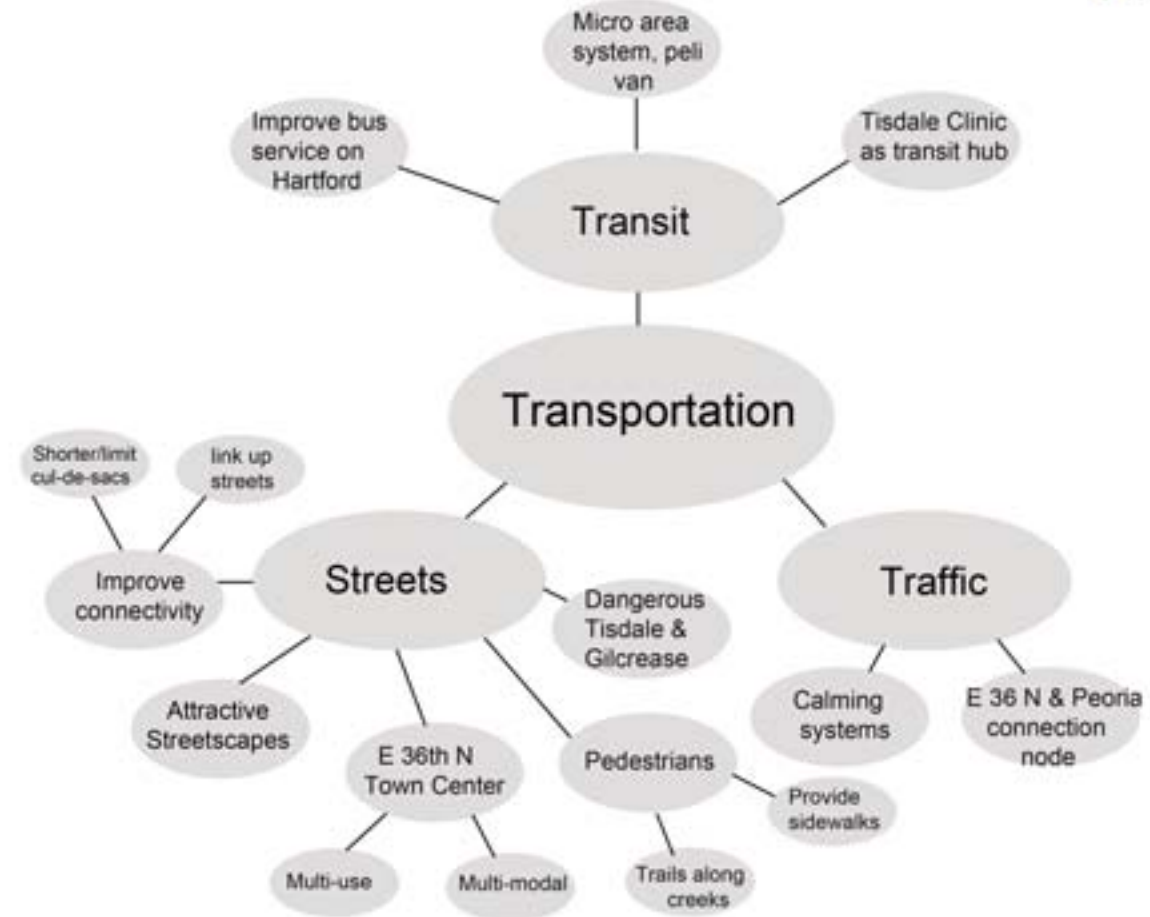 Micro area
system, peli
van
Improve bus
service on
Hartford
Tisdale Clinic
as transit hub
Transit
Transportation
Shorter/limit
cul-de-sacs
link up
streets
Improve
connectivity
Streets
Dangerous
Tisdale &
Gilcrease
Traffic
Attractive
Streetscapes
E 36th N
Town Center
Pedestrians
Calming
systems
E 36 N & Peoria
connection
node
Provide
sidewalks
Multi-use
Multi-modal
Trails along
creeks